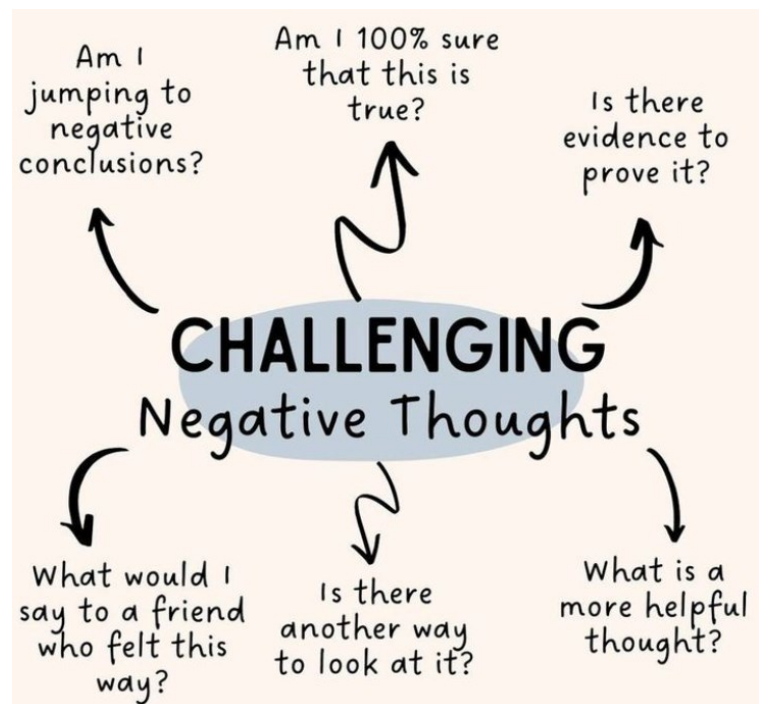 Am I
jumping to
negative
conclusions?
Am I 100% sure
that this is
true?
Is there
evidence to
prove it?
CHALLENGING
Negative Thoughts
What would I
say to a friend
who felt this
way?
Is there
another way
to look at it?
What is a
more helpful
thought?